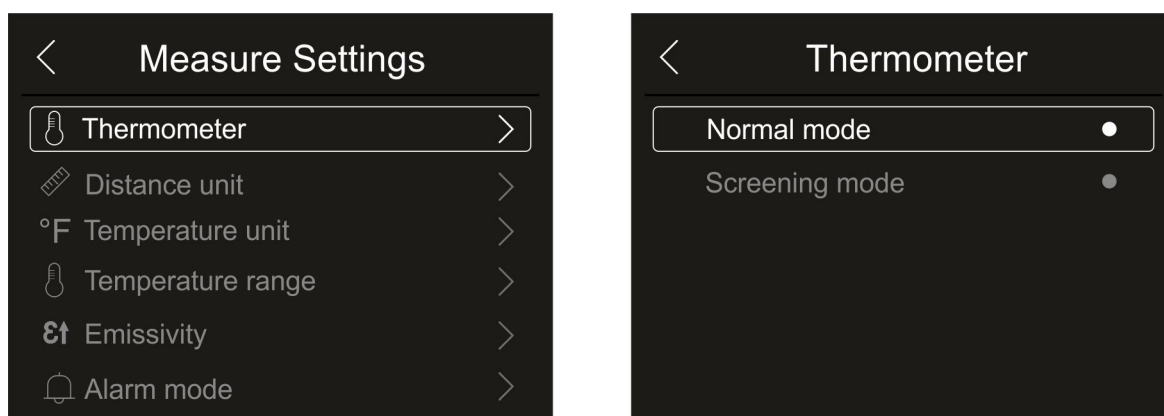 Measure Settings
Thermometer
Distance unit
°F Temperature unit
Temperature range
Ɛ↑ Emissivity
Alarm mode
Thermometer
Normal mode
Screening mode